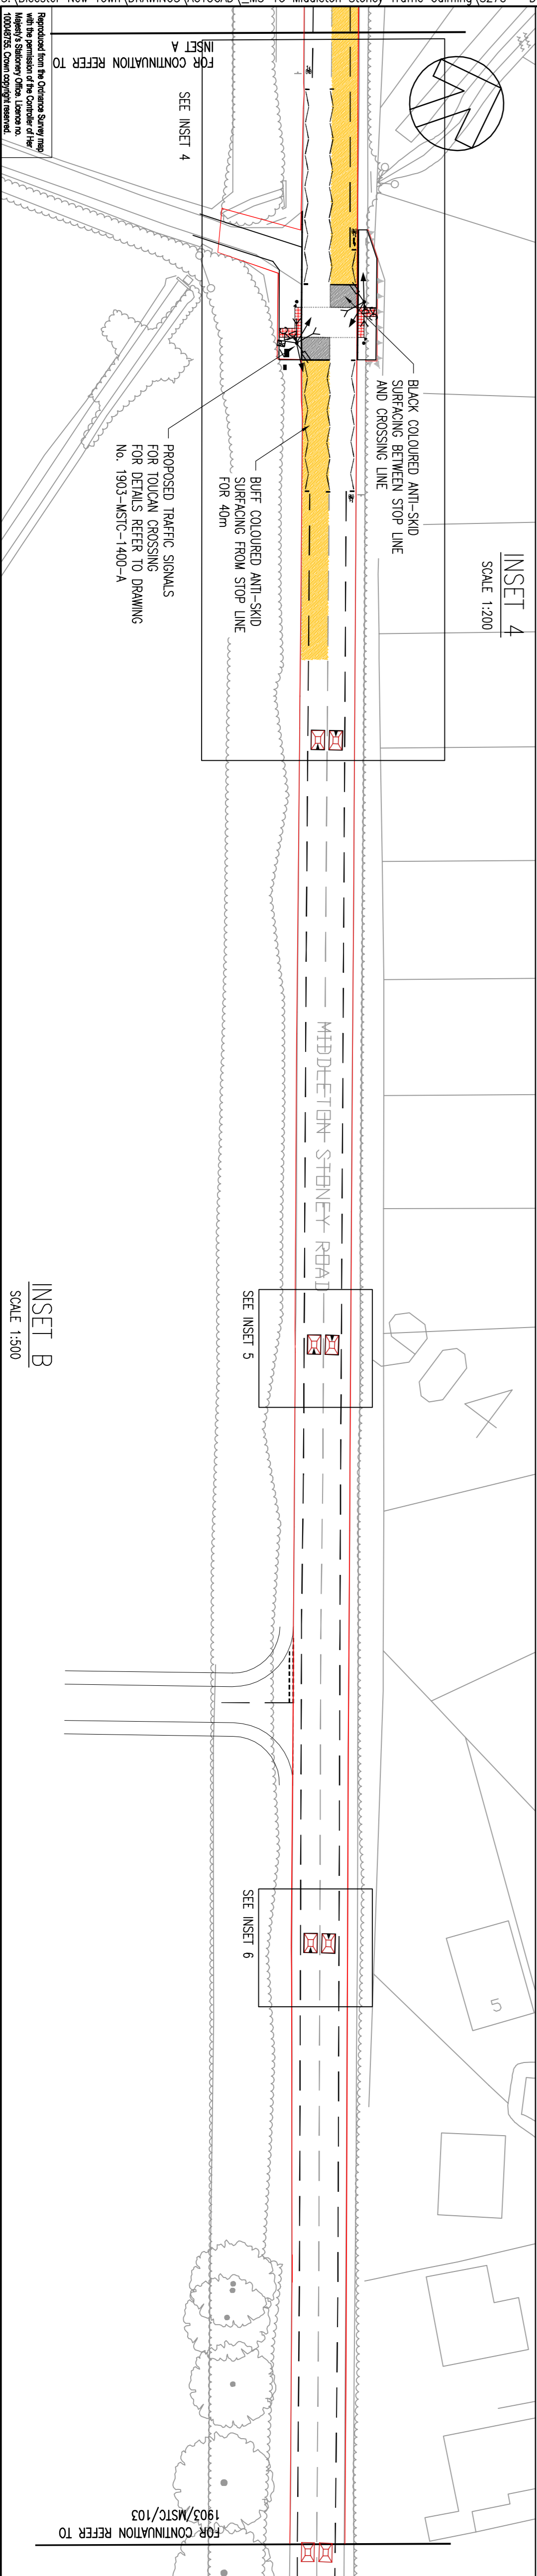 FOR CONTINUATION REFER TO
INSET A
SEE INSET 4
Reproduced from the Ordnance Survey map
with the permission of the Controller of Her
Majesty's Stationery Office. Licence no.
100048755. Crown copyright reserved.
BLACK COLOURED ANTI-SKID
SURFACING BETWEEN STOP LINE
AND CROSSING LINE
INSET 4
SCALE 1:200
BUFF COLOURED ANTI-SKID
SURFACING FROM STOP LINE
FOR 40m
PROPOSED TRAFFIC SIGNALS
FOR TOUCAN CROSSING
FOR DETAILS REFER TO DRAWING
No. 1903-MSTC-1400-A
MIDDLETON STONEY ROAD
SEE INSET 5
INSET B
SCALE 1:500
SEE INSET 6
5
FOR CONTINUATION REFER TO
1903/MSTC/103